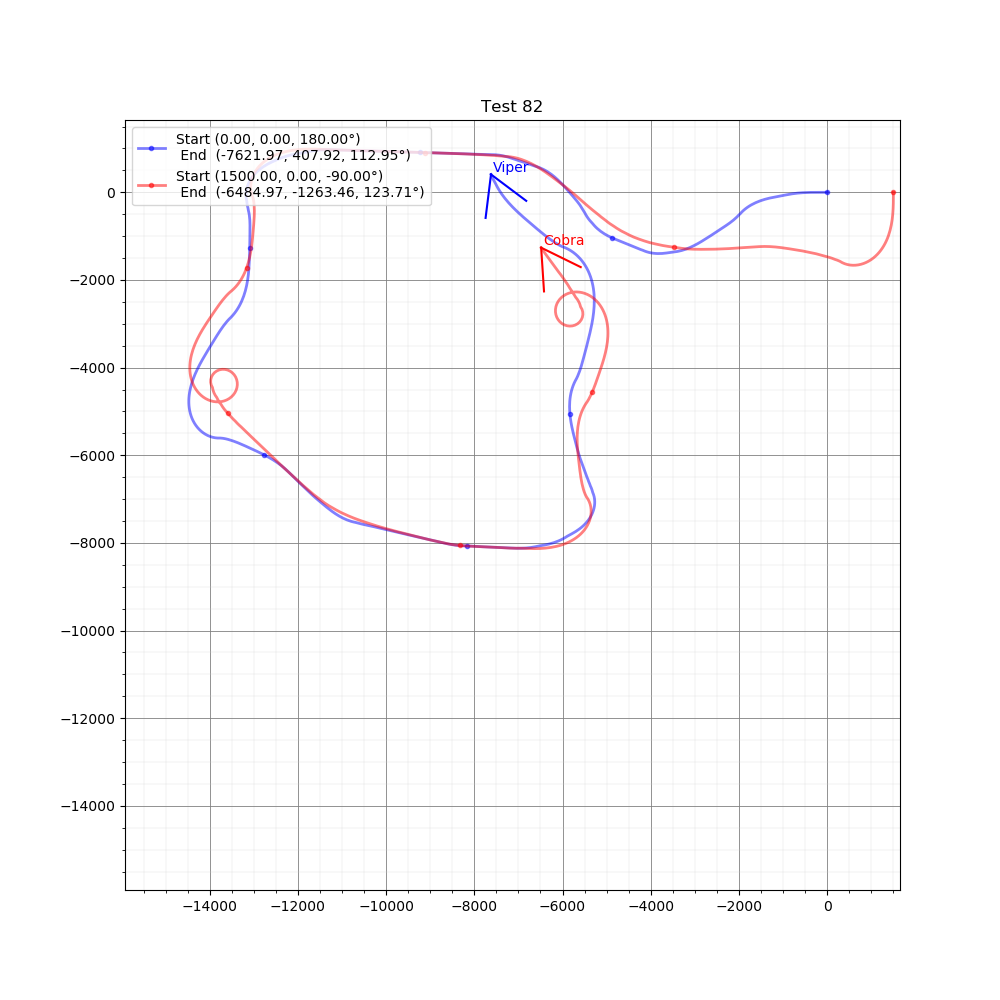 Test 82
Start (0.00, 0.00, 180.00°)
End (-7621.97, 407.92, 112.95°)
Start (1500.00, 0.00, -90.00°)
End (-6484.97, -1263.46, 123.71°)
Viper
Cobra
0
−2000
−4000
−6000
−8000
−10000
−12000
−14000
−14000 −12000 −10000 −8000 −6000 −4000 −2000 0